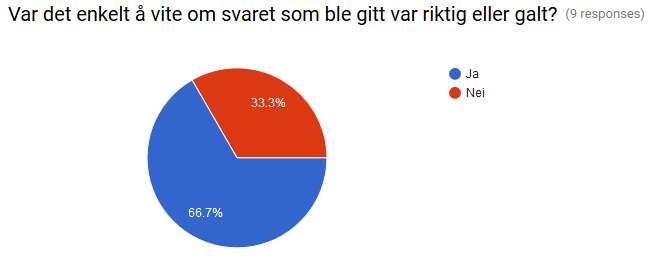 Var det enkelt å vite om svaret som ble gitt var riktig eller galt? (9 responses)
Ja
Nei
33.3%
66.7%